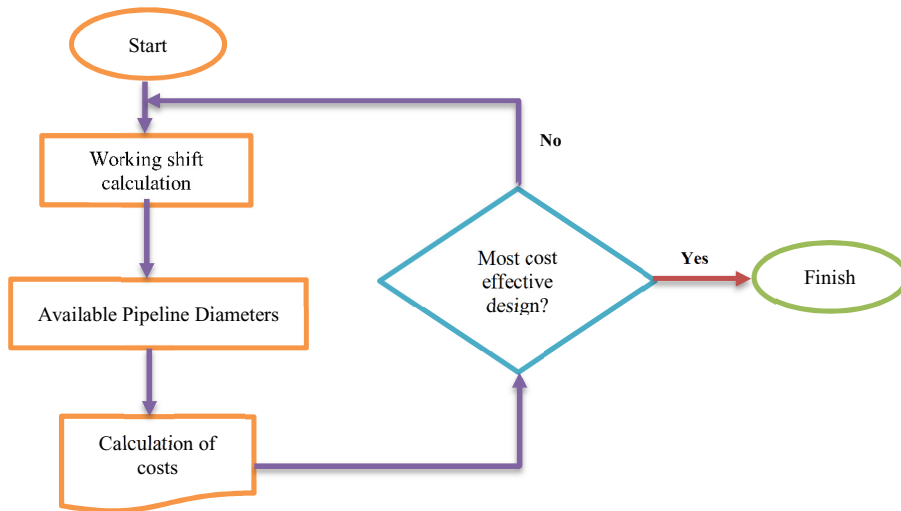 Start
Working shift
calculation
Available Pipeline Diameters
Calculation of
costs
No
Most cost
effective
design?
Yes
Finish